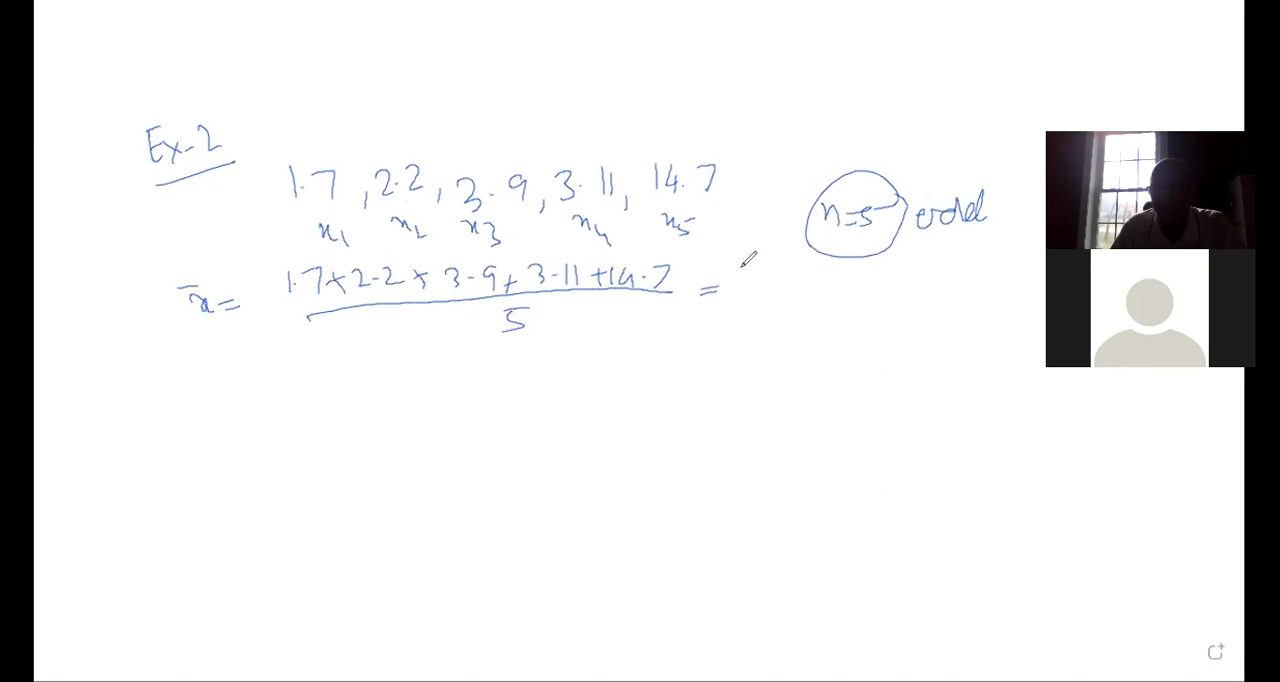 Ex-2
1.7, 2.2, 3.9, 3.11, 14.7
x1 x2 x3 x4 x5
n=5 odd
x̄ = 1.7+2.2+3.9+3.11+14.7 =
5